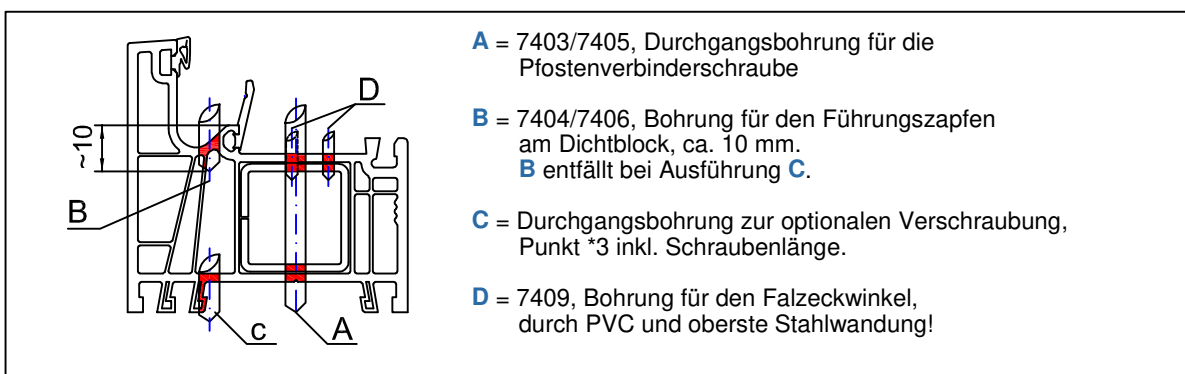 D
~10
B
c
A
A = 7403/7405, Durchgangsbohrung für die
Pfostenverbinderschraube
B = 7404/7406, Bohrung für den Führungszapfen
am Dichtblock, ca. 10 mm.
B entfällt bei Ausführung C.
C = Durchgangsbohrung zur optionalen Verschraubung,
Punkt *3 inkl. Schraubenlänge.
D = 7409, Bohrung für den Falzeckwinkel,
durch PVC und oberste Stahlwandung!